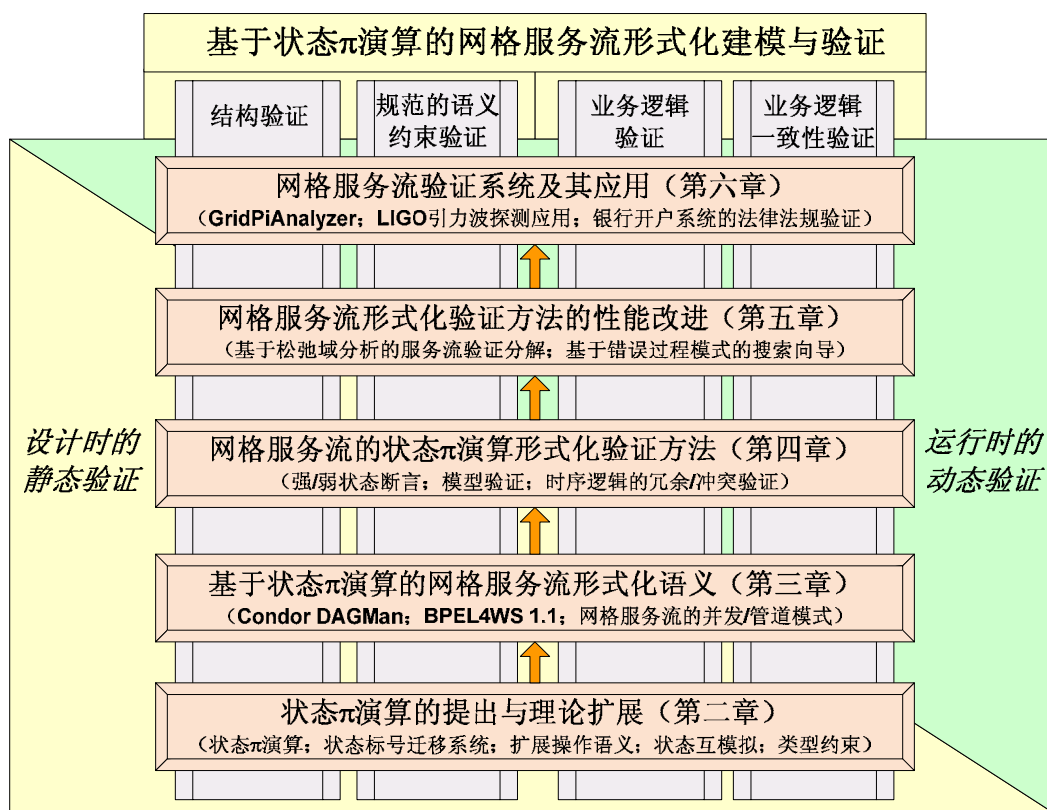 基于状态π演算的网格服务流形式化建模与验证
结构验证
规范的语义
约束验证
业务逻辑
验证
业务逻辑
一致性验证
网格服务流验证系统及其应用（第六章）
（GridPiAnalyzer；LIGO引力波探测应用；银行开户系统的法律法规验证）
网格服务流形式化验证方法的性能改进（第五章）
（基于松弛域分析的服务流验证分解；基于错误过程模式的搜索向导）
设计时的
静态验证
网格服务流的状态π演算形式化验证方法（第四章）
（强/弱状态断言；模型验证；时序逻辑的冗余/冲突验证）
运行时的
动态验证
基于状态π演算的网格服务流形式化语义（第三章）
（Condor DAGMan；BPEL4WS 1.1；网格服务流的并发/管道模式）
状态π演算的提出与理论扩展（第二章）
（状态π演算；状态标号迁移系统；扩展操作语义；状态互模拟；类型约束）